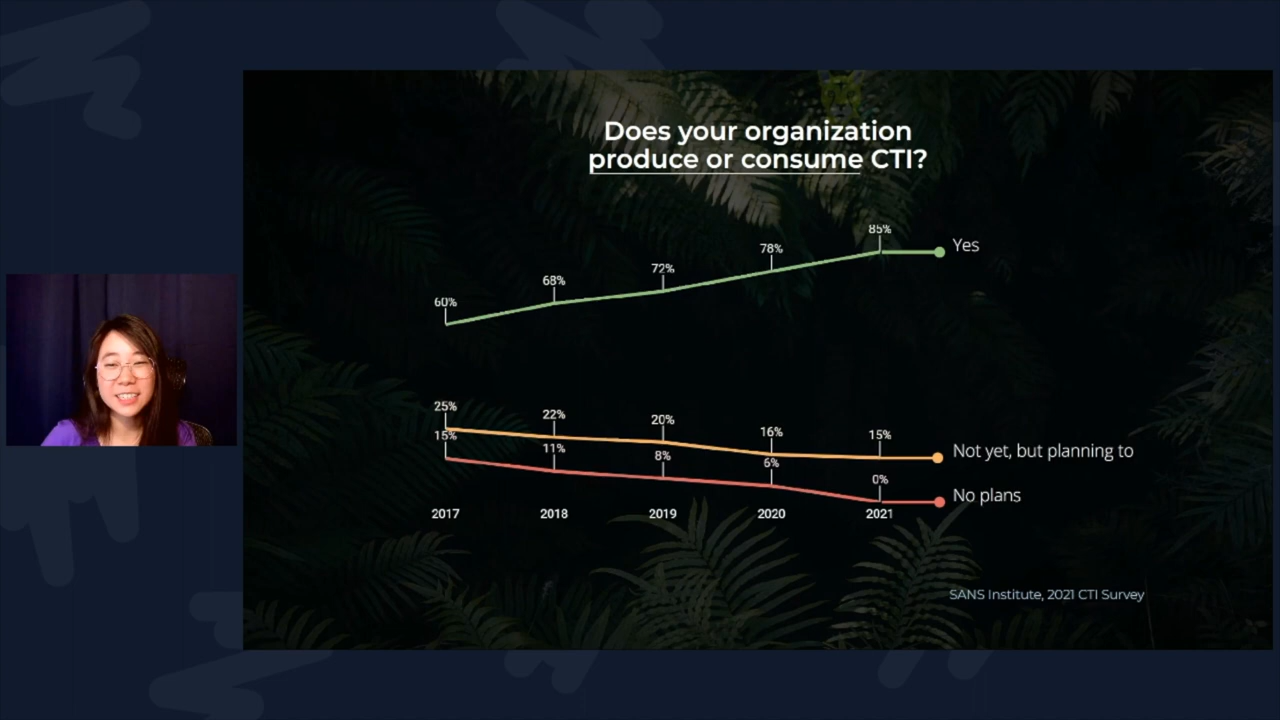 Does your organization
produce or consume CTI?
85%
Yes
78%
72%
68%
60%
25%
22%
20%
16%
15%
Not yet, but planning to
15%
11%
8%
6%
0%
No plans
2017 2018 2019 2020 2021
SANS Institute, 2021 CTI Survey